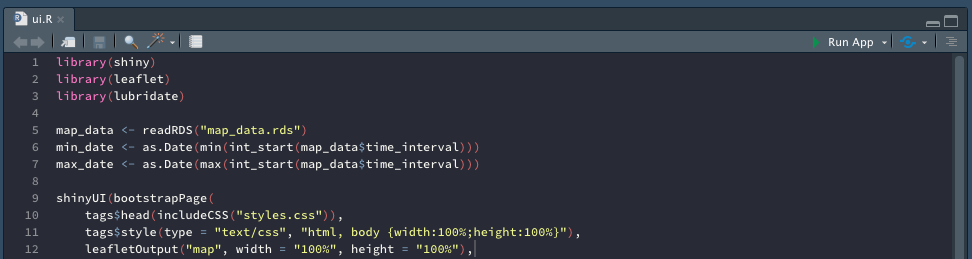 ui.R
Run App
1 library(shiny)
2 library(leaflet)
3 library(lubridate)
4
5 map_data <- readRDS("map_data.rds")
6 min_date <- as.Date(min(int_start(map_data$time_interval)))
7 max_date <- as.Date(max(int_start(map_data$time_interval)))
8
9 shinyUI(bootstrapPage(
10     tags$head(includeCSS("styles.css")),
11     tags$style(type = "text/css", "html, body {width:100%;height:100%}"),
12     leafletOutput("map", width = "100%", height = "100%"),